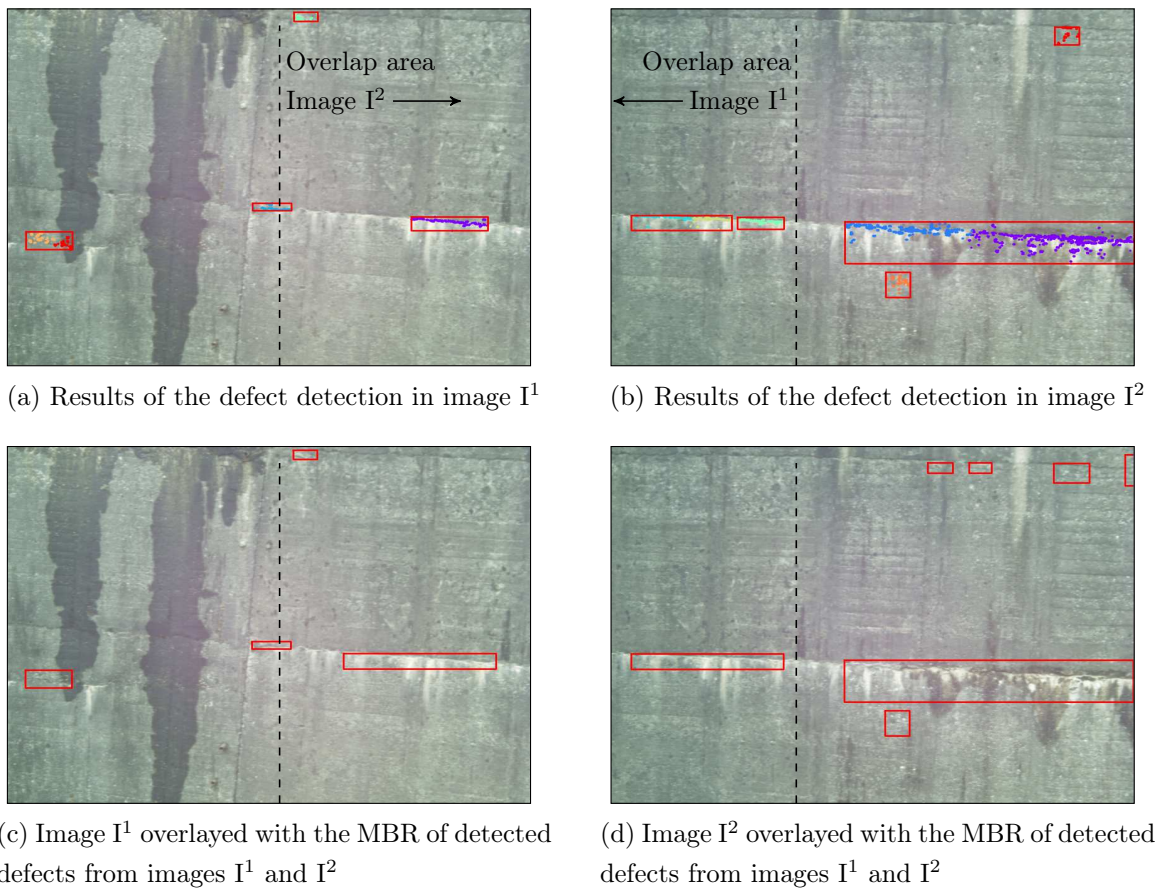 Overlap area
Image I²
Overlap area
Image I¹
(a) Results of the defect detection in image I¹
(b) Results of the defect detection in image I²
(c) Image I¹ overlayed with the MBR of detected
defects from images I¹ and I²
(d) Image I² overlayed with the MBR of detected
defects from images I¹ and I²